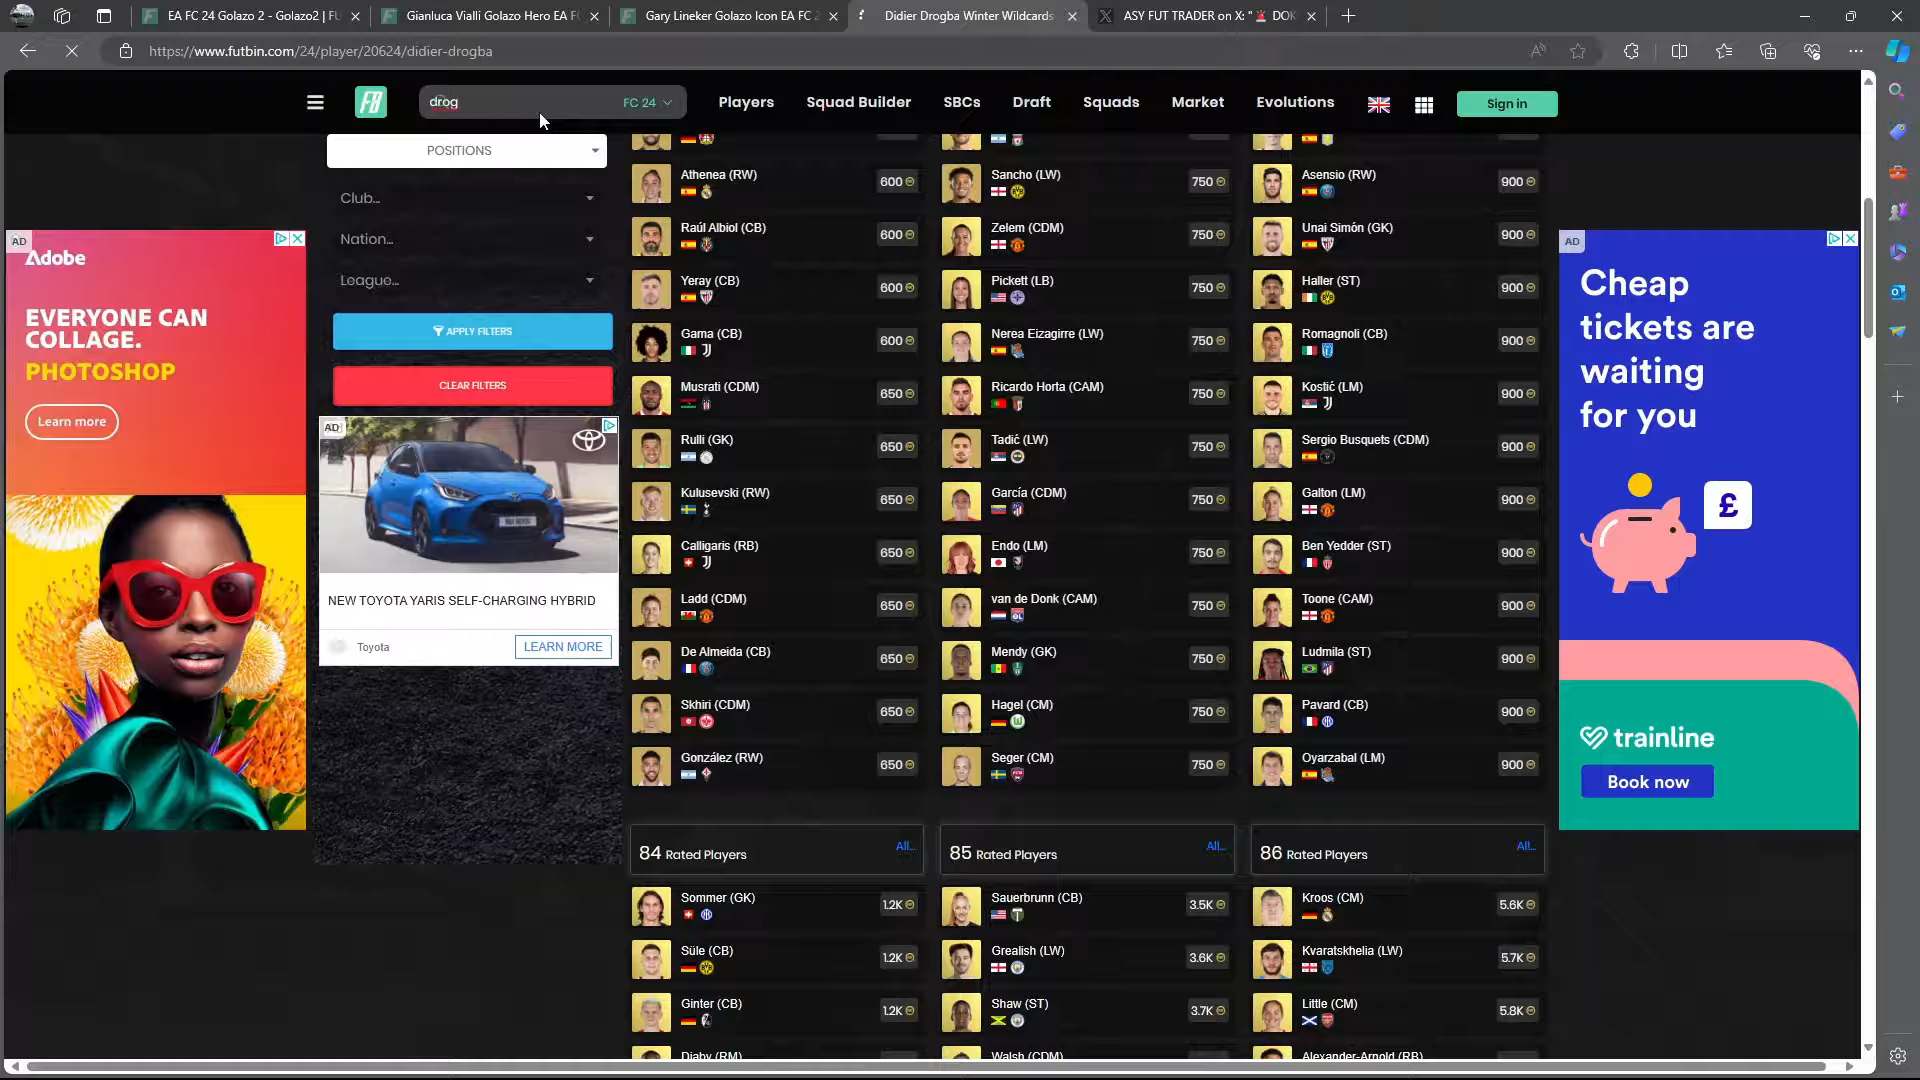 EA FC 24 Golazo 2 - Golazo2 | FU
Gianluca Vialli Golazo Hero EA FC
Gary Lineker Golazo Icon EA FC 2
Didier Drogba Winter Wildcards
ASY FUT TRADER on X: "🚨 DOK
https://www.futbin.com/24/player/20624/didier-drogba
drog
FC 24
Players
Squad Builder
SBCs
Draft
Squads
Market
Evolutions
Sign in
POSITIONS
Club...
Nation...
League...
APPLY FILTERS
CLEAR FILTERS
AD
Adobe
EVERYONE CAN
COLLAGE.
PHOTOSHOP
Learn more
AD
NEW TOYOTA YARIS SELF-CHARGING HYBRID
Toyota
LEARN MORE
Athenea (RW) 600
Raúl Albiol (CB) 600
Yeray (CB) 600
Gama (CB) 600
Musrati (CDM) 650
Rulli (GK) 650
Kulusevski (RW) 650
Calligaris (RB) 650
Ladd (CDM) 650
De Almeida (CB) 650
Skhiri (CDM) 650
González (RW) 650
Sancho (LW) 750
Zelem (CDM) 750
Pickett (LB) 750
Nerea Eizagirre (LW) 750
Ricardo Horta (CAM) 750
Tadić (LW) 750
García (CDM) 750
Endo (LM) 750
van de Donk (CAM) 750
Mendy (GK) 750
Hagel (CM) 750
Seger (CM) 750
Asensio (RW) 900
Unai Simón (GK) 900
Haller (ST) 900
Romagnoli (CB) 900
Kostić (LM) 900
Sergio Busquets (CDM) 900
Galton (LM) 900
Ben Yedder (ST) 900
Toone (CAM) 900
Ludmila (ST) 900
Pavard (CB) 900
Oyarzabal (LM) 900
84 Rated Players All...
Sommer (GK) 1.2K
Süle (CB) 1.2K
Ginter (CB) 1.2K
Diaby (RM)
85 Rated Players All...
Sauerbrunn (CB) 3.5K
Grealish (LW) 3.6K
Shaw (ST) 3.7K
Walsh (CDM)
86 Rated Players All...
Kroos (CM) 5.6K
Kvaratskhelia (LW) 5.7K
Little (CM) 5.8K
Alexander-Arnold (RB)
AD
Cheap
tickets are
waiting
for you
£
trainline
Book now